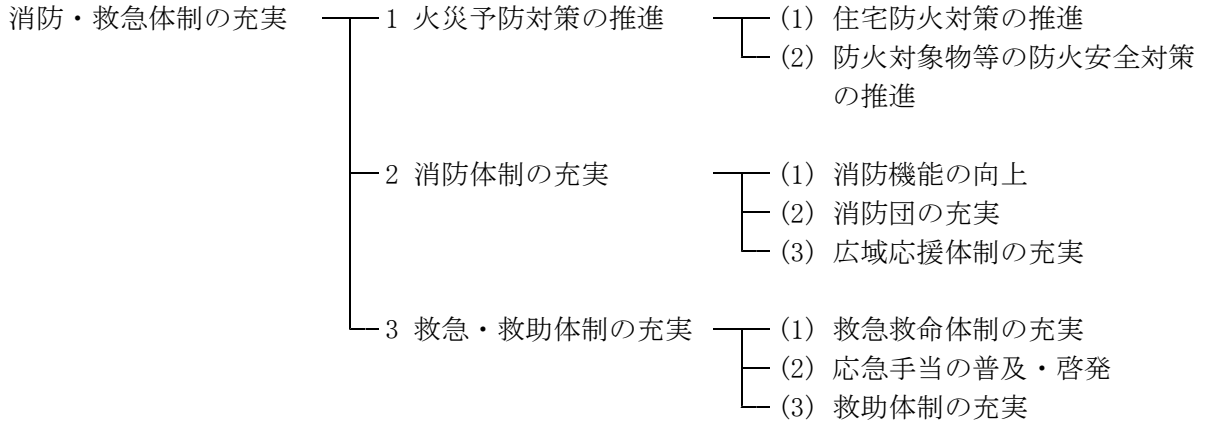 消防・救急体制の充実
1 火災予防対策の推進
(1) 住宅防火対策の推進
(2) 防火対象物等の防火安全対策
の推進
2 消防体制の充実
(1) 消防機能の向上
(2) 消防団の充実
(3) 広域応援体制の充実
3 救急・救助体制の充実
(1) 救急救命体制の充実
(2) 応急手当の普及・啓発
(3) 救助体制の充実